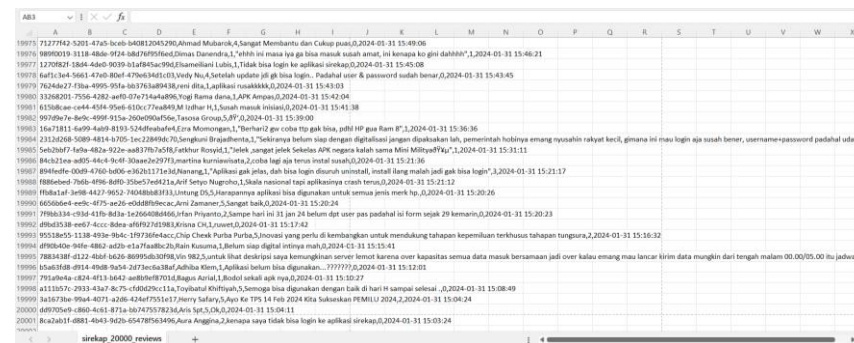 AB3
fx
A B C D E F G H I J K L M N O P Q R S T U V W X
19975 71277f42-5201-47a5-bceb-b40812045290,Ahmad Mubarok,4,Sangat Membantu dan Cukup puas,0,2024-01-31 15:49:06
19976 989f0019-3118-48de-9f24-b8d76f95f6ed,Dimas Dandrea,1,"ehhh ini masa iya ga bisa masuk susah amat, ini kenapa ko gini dahhhh",1,2024-01-31 15:46:21
19977 1270f82f-18d4-4de0-9039-b1af845ac99d,Elsameiliani Lubis,1,Tidak bisa login ke aplikasi sirekap,0,2024-01-31 15:45:08
19978 6af1c3e4-5661-47e0-80ef-479e634d1c03,Vedy Nu,4,Setelah update jdi gk bisa login.. Padahal user & password sudah benar,0,2024-01-31 15:43:45
19979 7624de27-f3ba-4995-95fa-bb3763a89438,reni dita,1,aplikasi rusakkkkk,0,2024-01-31 15:43:03
19980 33268201-7556-4282-aef0-07e714a4a896,Yogi Rama dana,1,APK Ampas,0,2024-01-31 15:42:04
19981 615b8cae-ce44-45f4-95e6-610cc77ea849,M Izdhar H,1,Susah masuk inisiasi,0,2024-01-31 15:41:38
19982 997d9e7e-8e9c-499f-915a-260e090af56e,Tasosa Group,5,ðŸ‘,0,2024-01-31 15:39:00
19983 16a71811-6a99-4ab9-8193-524dfeabafe4,Ezra Momongan,1,"Berhari2 gw coba ttp gak bisa, pdhl HP gua Ram 8",1,2024-01-31 15:36:36
19984 2312d268-5089-4814-b705-1ec22849dc70,Sengkuni Brajadhenta,1,"Sekiranya belum siap dengan digitalisasi jangan dipaksakan lah, pemerintah hobinya emang nyusahin rakyat kecil, gimana ini mau login aja susah bener, username+password padahal uda
19985 5eb2bbf7-fa9a-482a-922e-aa837fb7a5f8,Fatkhur Rosyid,1,"Jelek ,sangat jelek Sekelas APK negara kalah sama Mini MilityaðŸ¥µ",1,2024-01-31 15:31:11
19986 84cb21ea-ad05-44c4-9c4f-30aae2e297f3,martina kurniawisata,2,coba lagi aja terus instal susah,0,2024-01-31 15:21:36
19987 894fedfe-00d9-4760-bd06-e362b1171e3d,Nanang,1,"Aplikasi gak jelas, dah bisa login disuruh uninstall, install ilang malah jadi gak bisa login",3,2024-01-31 15:21:17
19988 f886ebed-7b6b-4f96-8df0-35be57ed421a,Arif Setyo Nugroho,1,Skala nasional tapi aplikasinya crash terus,0,2024-01-31 15:21:12
19989 ffb8a1af-3e98-4427-9652-74048bb83f33,Untung DS,5,Harapannya aplikasi bisa digunakan untuk semua jenis merk hp.,0,2024-01-31 15:20:26
19990 6656b6e4-ee9c-4f75-ae26-e0dd8fb9ecac,Arni Zamaner,5,Sangat baik,0,2024-01-31 15:20:24
19991 7f9bb334-c93d-41fb-8d3a-1e266408d466,Irfan Priyanto,2,Sampe hari ini 31 jan 24 belum dpt user pas padahal isi form sejak 29 kemarin,0,2024-01-31 15:20:23
19992 d9bd3538-ee67-4ccc-8dea-af6f927d1983,Krisna CH,1,ruwet,0,2024-01-31 15:17:42
19993 95518e55-1138-493e-9b4c-1f9736fe4acc,Chip Cheek Purba Purba,5,Inovasi yang perlu di kembangkan untuk mendukung tahapan kepemiluan terkhusus tahapan tungsura,2,2024-01-31 15:16:32
19994 df90b40e-94fe-4862-ad2b-e1a7faa8bc2b,Rain Kusuma,1,Belum siap digital intinya mah,0,2024-01-31 15:15:41
19995 7883438f-d122-4bbf-b626-86995db30f98,Vin 982,5,untuk lihat deskripsi saya kemungkinan server lemot karena over kapasitas semua data masuk bersamaan jadi over kalau emang mau lancar kirim data mungkin dari tengah malam 00.00/05.00 itu jadwa
19996 b5a63fd8-d914-49d8-9a54-2d73ec6a38af,Adhiba Klem,1,Aplikasi belum bisa digunakan...???????,0,2024-01-31 15:12:01
19997 791a9e4a-c824-4f13-b642-ae8b9ef8701d,Bagus Asrial,1,Bodol sekali apk nya,0,2024-01-31 15:10:27
19998 a111b57c-2933-43a7-8c75-cfd0d29cc11a,Toyibatul Khiftiyah,5,Semoga bisa digunakan dengan baik di hari H sampai selesai .,0,2024-01-31 15:08:49
19999 3a1673be-99a4-4071-a2d6-424ef7551e17,Herry Safary,5,Ayo Ke TPS 14 Feb 2024 Kita Sukseskan PEMILU 2024,2,2024-01-31 15:04:24
20000 dd9705e9-c860-4c61-871a-bb747557823d,Aris Spt,5,Ok,0,2024-01-31 15:04:11
20001 8ca2ab1f-d881-4b43-9d2b-65478f563496,Aura Anggina,2,kenapa saya tidak bisa login ke aplikasi sirekap,0,2024-01-31 15:03:24
sirekap_20000_reviews